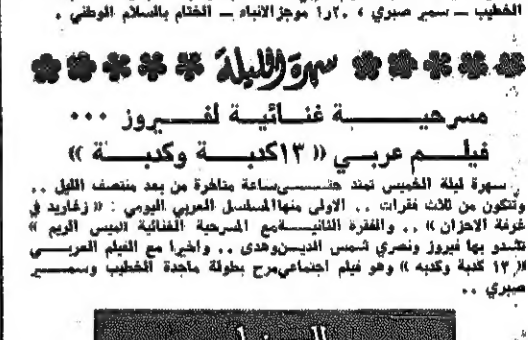 الخطيب — سمير صبري ، ١٫٢٠ موجز الانباء — الختام بالسلام الوطني .
سهرة الليلة
مسرحية غنائية لفيروز ...
فيلم عربي (( ١٣ كدبة وكدبة ))
سهرة ليلة الخميس تمتد حتى ساعة متاخرة من بعد منتصف الليل ..
وتتكون من ثلاث فقرات .. الاولى منها المسلسل العربي اليومي : (( زغاريد في
غرفة الاحزان )) .. والفقرة الثانية مع المسرحية الغنائية الميس الريم ))
تشدو بها فيروز ونصري شمس الدين وهدى .. واخيرا مع الفيلم العربي
(( ١٣ كدبة وكدبه )) وهو فيلم اجتماعي مرح بطولة ماجدة الخطيب وسمير
صبري ..